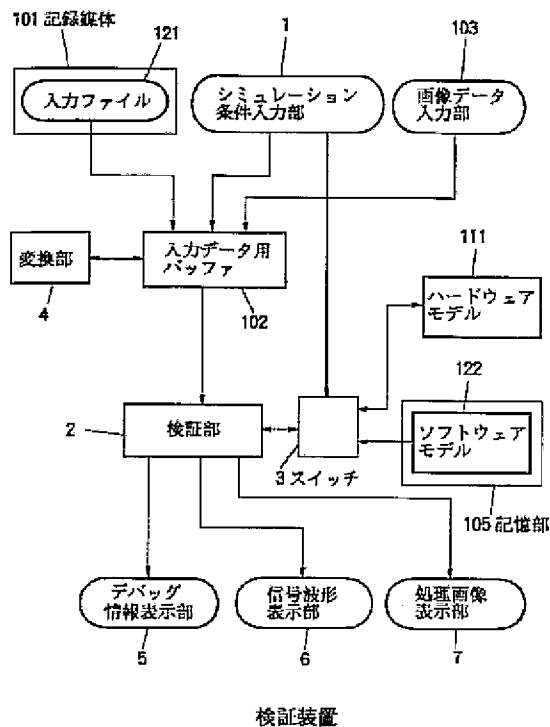 101 記録媒体
121
1
103
入力ファイル
シミュレーション
条件入力部
画像データ
入力部
変換部
4
入力データ用
バッファ
102
111
ハードウェア
モデル
122
ソフトウェア
モデル
105 記憶部
2
検証部
3 スイッチ
デバッグ
情報表示部
5
信号波形
表示部
6
処理画像
表示部
7
検証装置